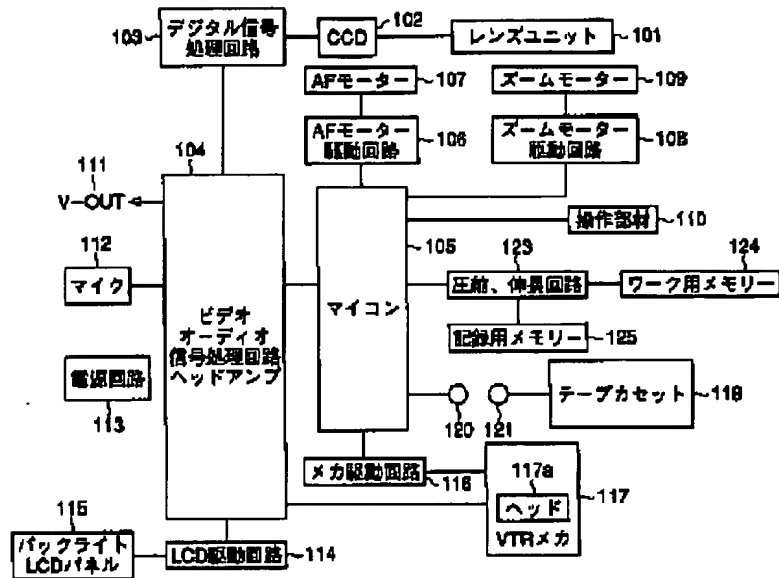 103
デジタル信号
処理回路
102
CCD
レンズユニット
101
AFモーター
107
ズームモーター
109
AFモーター
駆動回路
106
ズームモーター
駆動回路
108
104
111
V-OUT
112
マイク
電源回路
113
ビデオ
オーディオ
信号処理回路
ヘッドアンプ
マイコン
105
操作部材
110
123
圧縮、伸長回路
124
ワーク用メモリー
記録用メモリー
125
120
121
テープカセット
118
メカ駆動回路
116
117a
ヘッド
VTRメカ
117
115
バックライト
LCDパネル
LCD駆動回路
114